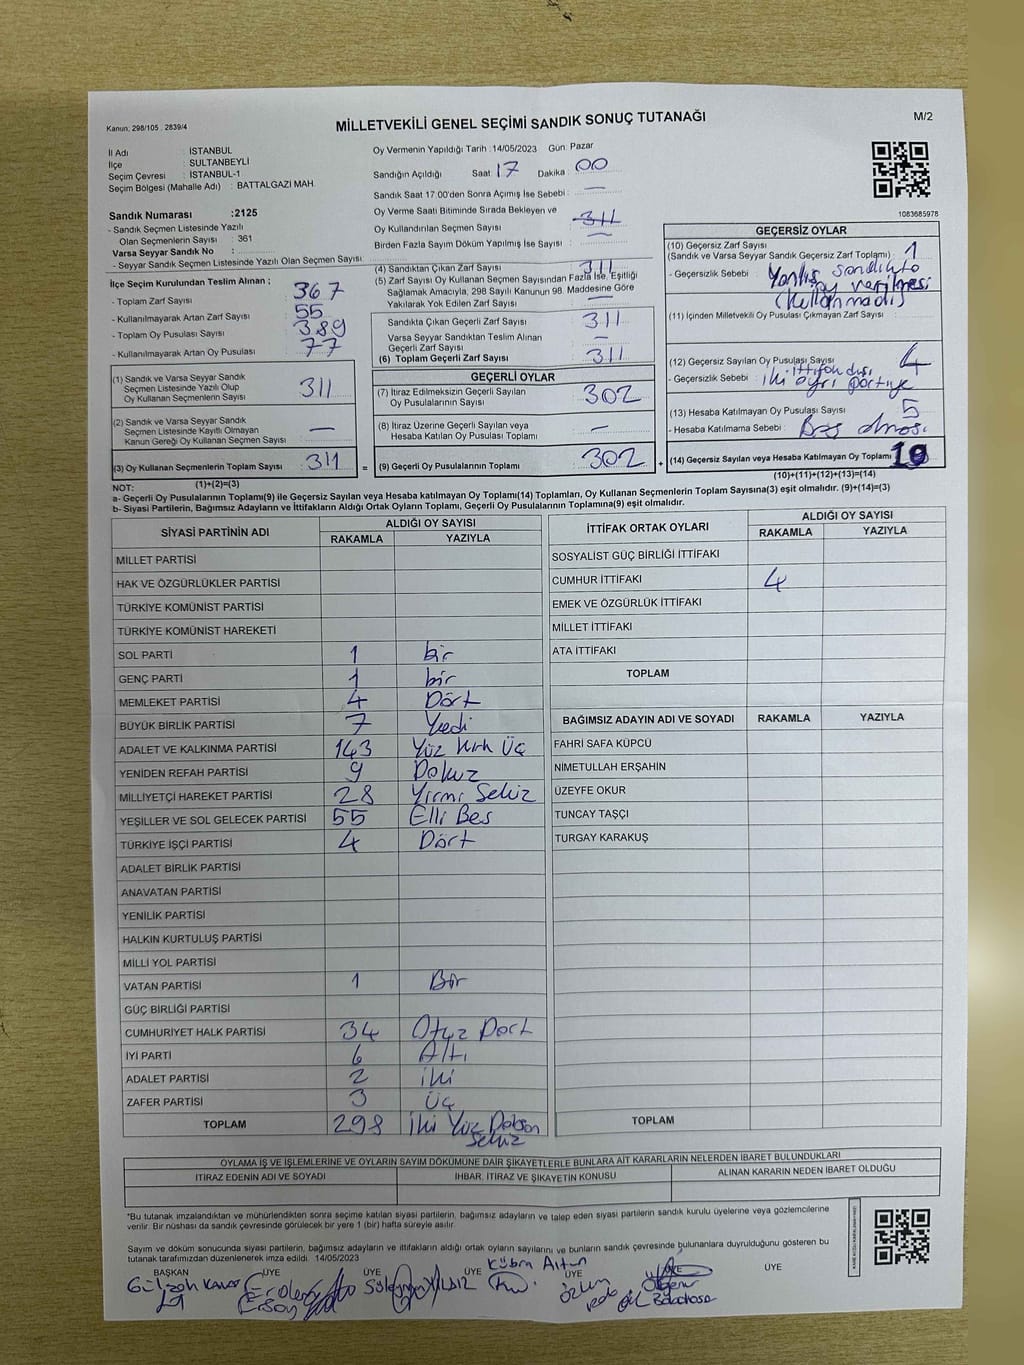 Kanun; 298/105 ; 2839/4
MİLLETVEKİLİ GENEL SEÇİMİ SANDIK SONUÇ TUTANAĞI
M/2
İl Adı : İSTANBUL
İlçe : SULTANBEYLİ
Seçim Çevresi : İSTANBUL-1
Seçim Bölgesi (Mahalle Adı) : BATTALGAZİ MAH.
Oy Vermenin Yapıldığı Tarih : 14/05/2023 Gün: Pazar
Sandığın Açıldığı Saat 17 Dakika 00
Sandık Saat 17.00'den Sonra Açımış İse Sebebi : —
Oy Verme Saati Bitiminde Sırada Bekleyen ve
Oy Kullandırılan Seçmen Sayısı : 311
Birden Fazla Sayım Döküm Yapılmış İse Sayısı : —
1083685978
Sandık Numarası :2125
- Sandık Seçmen Listesinde Yazılı
Olan Seçmenlerin Sayısı : 361
Varsa Seyyar Sandık No :
- Seyyar Sandık Seçmen Listesinde Yazılı Olan Seçmen Sayısı:
İlçe Seçim Kurulundan Teslim Alınan ;
- Toplam Zarf Sayısı : 367
- Kullanılmayarak Artan Zarf Sayısı : 55
- Toplam Oy Pusulası Sayısı : 389
- Kullanılmayarak Artan Oy Pusulası : 77
(4) Sandıktan Çıkan Zarf Sayısı : 311
(5) Zarf Sayısı Oy Kullanan Seçmen Sayısından Fazla İse, Eşitliği
Sağlamak Amacıyla, 298 Sayılı Kanunun 98. Maddesine Göre
Yakılarak Yok Edilen Zarf Sayısı : —
Sandıkta Çıkan Geçerli Zarf Sayısı : 311
Varsa Seyyar Sandıktan Teslim Alınan
Geçerli Zarf Sayısı : —
(6) Toplam Geçerli Zarf Sayısı : 311
GEÇERSİZ OYLAR
(10) Geçersiz Zarf Sayısı
(Sandık ve Varsa Seyyar Sandık Geçersiz Zarf Toplamı) : 1
- Geçersizlik Sebebi : Yanlış sandıkta
oy verilmesi
(kullanmadı)
(11) İçinden Milletvekili Oy Pusulası Çıkmayan Zarf Sayısı :
(12) Geçersiz Sayılan Oy Pusulası Sayısı : 4
- Geçersizlik Sebebi : ittifak dışı
iki ayrı partiye
(13) Hesaba Katılmayan Oy Pusulası Sayısı : 5
- Hesaba Katılmama Sebebi : Boş olması
(14) Geçersiz Sayılan veya Hesaba Katılmayan Oy Toplamı : 10
(10)+(11)+(12)+(13)=(14)
(1) Sandık ve Varsa Seyyar Sandık
Seçmen Listesinde Yazılı Olup
Oy Kullanan Seçmenlerin Sayısı : 311
(2) Sandık ve Varsa Seyyar Sandık
Seçmen Listesinde Kayıtlı Olmayan
Kanun Gereği Oy Kullanan Seçmen Sayısı : —
(3) Oy Kullanan Seçmenlerin Toplam Sayısı : 311 =
(1)+(2)=(3)
GEÇERLİ OYLAR
(7) İtiraz Edilmeksizin Geçerli Sayılan
Oy Pusulalarının Sayısı : 302
(8) İtiraz Üzerine Geçerli Sayılan veya
Hesaba Katılan Oy Pusulası Toplamı : —
(9) Geçerli Oy Pusulalarının Toplamı : 302 +
NOT:
a- Geçerli Oy Pusulalarının Toplamı(9) ile Geçersiz Sayılan veya Hesaba katılmayan Oy Toplamı(14) Toplamları, Oy Kullanan Seçmenlerin Toplam Sayısına(3) eşit olmalıdır. (9)+(14)=(3)
b- Siyasi Partilerin, Bağımsız Adayların ve İttifakların Aldığı Ortak Oyların Toplamı, Geçerli Oy Pusulalarının Toplamına(9) eşit olmalıdır.
SİYASİ PARTİNİN ADI ALDIĞI OY SAYISI
RAKAMLA YAZIYLA
MİLLET PARTİSİ
HAK VE ÖZGÜRLÜKLER PARTİSİ
TÜRKİYE KOMÜNİST PARTİSİ
TÜRKİYE KOMÜNİST HAREKETİ
SOL PARTİ 1 bir
GENÇ PARTİ 1 bir
MEMLEKET PARTİSİ 4 Dört
BÜYÜK BİRLİK PARTİSİ 7 Yedi
ADALET VE KALKINMA PARTİSİ 143 Yüz Kırk Üç
YENİDEN REFAH PARTİSİ 9 Dokuz
MİLLİYETÇİ HAREKET PARTİSİ 28 Yirmi Sekiz
YEŞİLLER VE SOL GELECEK PARTİSİ 55 Elli Beş
TÜRKİYE İŞÇİ PARTİSİ 4 Dört
ADALET BİRLİK PARTİSİ
ANAVATAN PARTİSİ
YENİLİK PARTİSİ
HALKIN KURTULUŞ PARTİSİ
MİLLİ YOL PARTİSİ
VATAN PARTİSİ 1 Bir
GÜÇ BİRLİĞİ PARTİSİ
CUMHURİYET HALK PARTİSİ 34 Otuz Dört
İYİ PARTİ 6 Altı
ADALET PARTİSİ 2 İki
ZAFER PARTİSİ 3 Üç
TOPLAM 298 İki Yüz Doksan
Sekiz
İTTİFAK ORTAK OYLARI ALDIĞI OY SAYISI
RAKAMLA YAZIYLA
SOSYALİST GÜÇ BİRLİĞİ İTTİFAKI
CUMHUR İTTİFAKI 4
EMEK VE ÖZGÜRLÜK İTTİFAKI
MİLLET İTTİFAKI
ATA İTTİFAKI
TOPLAM
BAĞIMSIZ ADAYIN ADI VE SOYADI RAKAMLA YAZIYLA
FAHRİ SAFA KÜPCÜ
NİMETULLAH ERŞAHİN
ÜZEYFE OKUR
TUNCAY TAŞÇI
TURGAY KARAKUŞ
TOPLAM
OYLAMA İŞ VE İŞLEMLERİNE VE OYLARIN SAYIM DÖKÜMÜNE DAİR ŞİKAYETLERLE BUNLARA AİT KARARLARIN NELERDEN İBARET BULUNDUKLARI
İTİRAZ EDENİN ADI VE SOYADI İHBAR, İTİRAZ VE ŞİKAYETİN KONUSU ALINAN KARARIN NEDEN İBARET OLDUĞU
*Bu tutanak imzalandıktan ve mühürlendikten sonra seçime katılan siyasi partilerin, bağımsız adayların ve talep eden siyasi partilerin sandık kurulu üyelerine veya gözlemcilerine
verilir. Bir nüshası da sandık çevresinde görülecek bir yere 1 (bir) hafta süreyle asılır.
Sayım ve döküm sonucunda siyasi partilerin, bağımsız adayların ve ittifakların aldığı ortak oyların sayılarını ve bunların sandık çevresinde bulunanlara duyrulduğunu gösteren bu
tutanak tarafımızdan düzenlenerek imza edildi. 14/05/2023
BAŞKAN ÜYE ÜYE ÜYE ÜYE ÜYE ÜYE
Kübra Altun
Süleyman YILDIZ